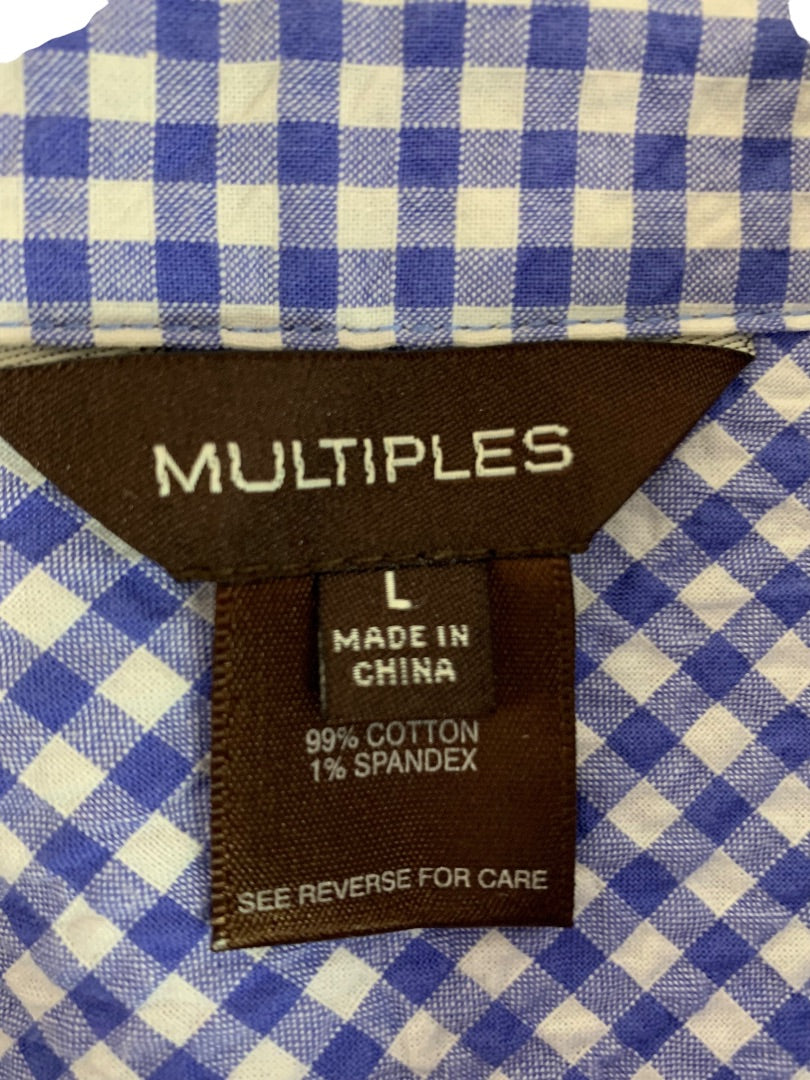 MULTIPLES
L
MADE IN
CHINA
99% COTTON
1% SPANDEX
SEE REVERSE FOR CARE